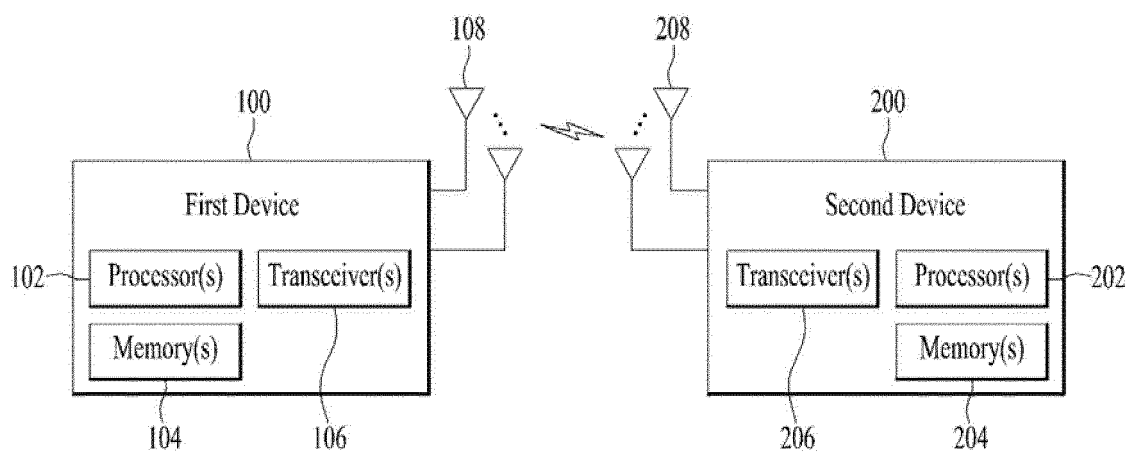 108
208
100
200
First Device
Second Device
102
Processor(s)
Transceiver(s)
Transceiver(s)
Processor(s)
202
Memory(s)
Memory(s)
104
106
206
204